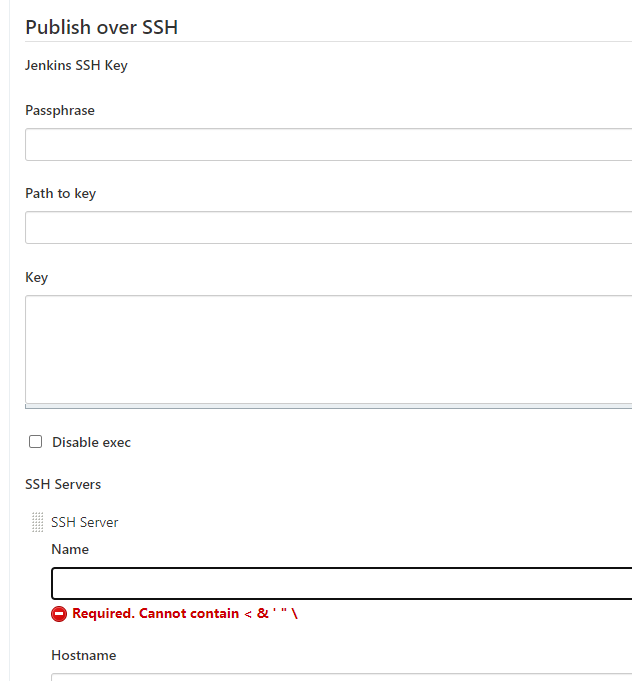 Publish over SSH
Jenkins SSH Key
Passphrase
Path to key
Key
Disable exec
SSH Servers
SSH Server
Name
Required. Cannot contain < & ' " \
Hostname